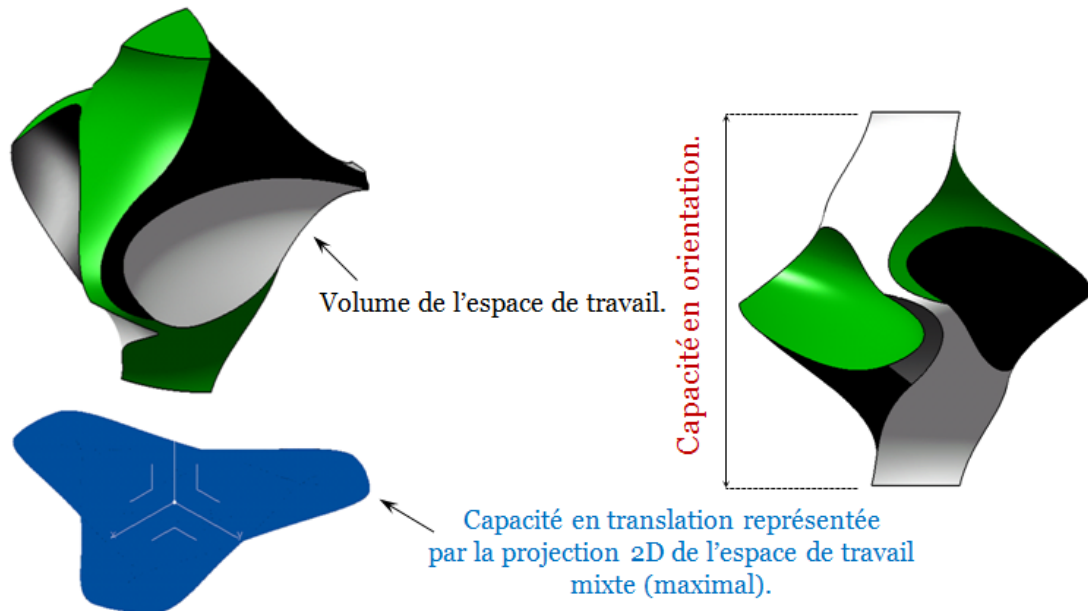 Volume de l'espace de travail.
Capacité en orientation.
Capacité en translation représentée
par la projection 2D de l'espace de travail
mixte (maximal).